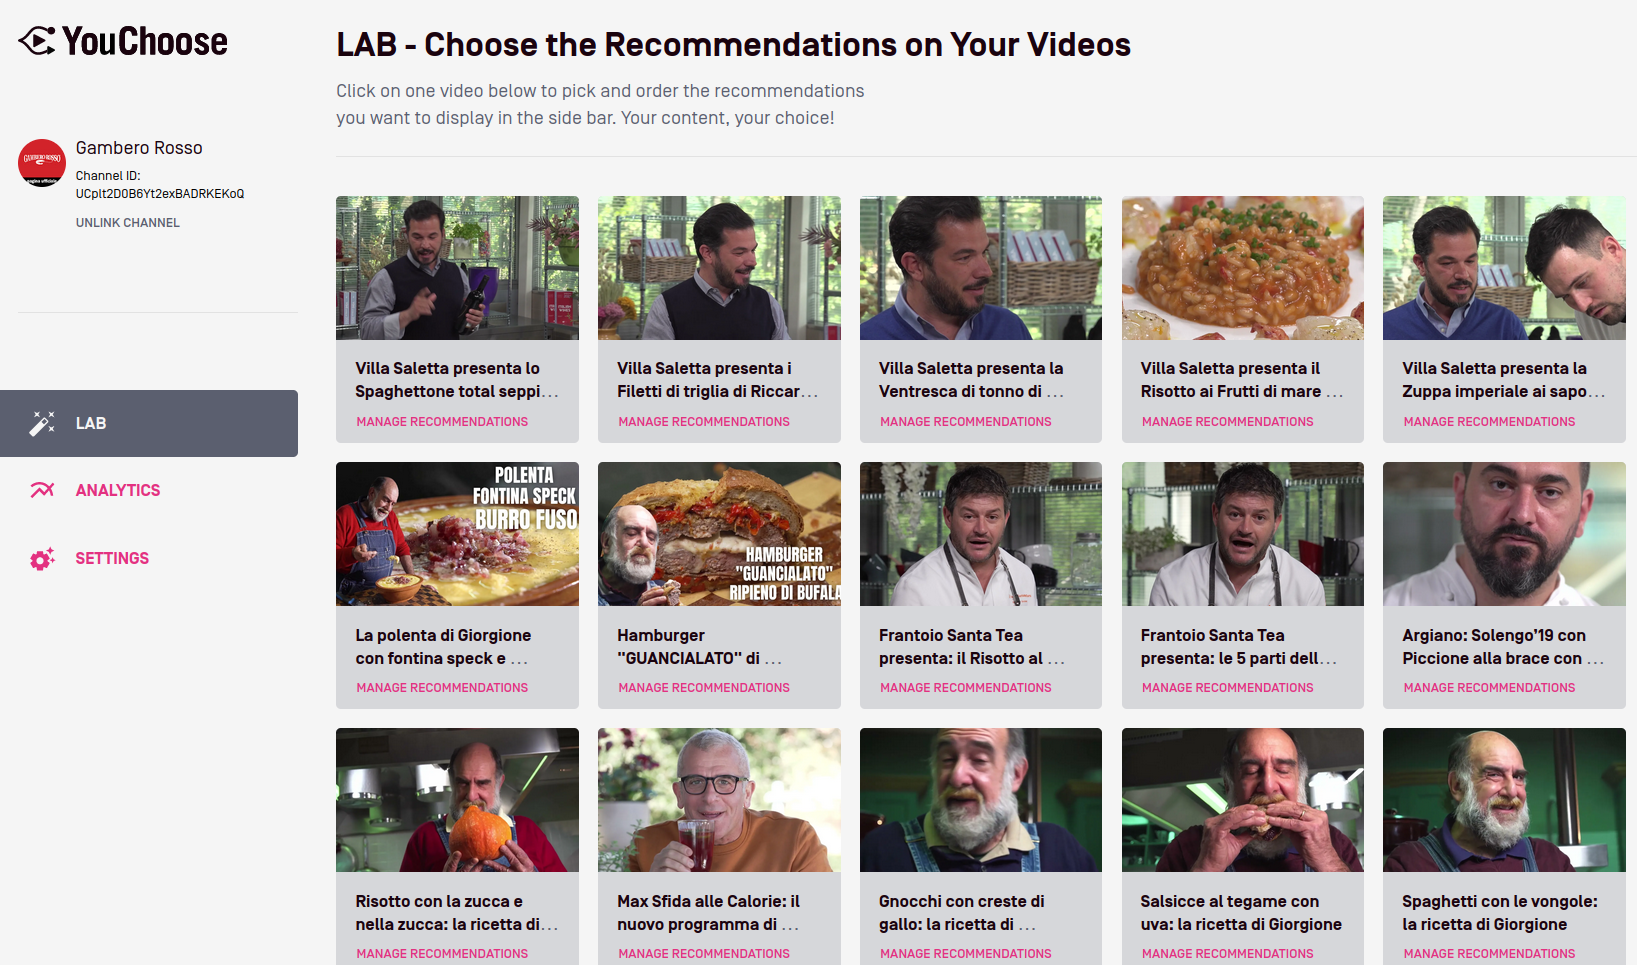 YouChoose
LAB - Choose the Recommendations on Your Videos
Click on one video below to pick and order the recommendations
you want to display in the side bar. Your content, your choice!
GAMBERO ROSSO
pagina ufficiale
Gambero Rosso
Channel ID:
UCplt2D0B6Yt2exBADRKEKoQ
UNLINK CHANNEL
LAB
ANALYTICS
SETTINGS
Villa Saletta presenta lo
Spaghettone total seppi...
MANAGE RECOMMENDATIONS
Villa Saletta presenta i
Filetti di triglia di Riccar...
MANAGE RECOMMENDATIONS
Villa Saletta presenta la
Ventresca di tonno di ...
MANAGE RECOMMENDATIONS
Villa Saletta presenta il
Risotto ai Frutti di mare ...
MANAGE RECOMMENDATIONS
Villa Saletta presenta la
Zuppa imperiale ai sapo...
MANAGE RECOMMENDATIONS
POLENTA
FONTINA SPECK
BURRO FUSO
La polenta di Giorgione
con fontina speck e ...
MANAGE RECOMMENDATIONS
HAMBURGER
"GUANCIALATO"
RIPIENO DI BUFALA
Hamburger
"GUANCIALATO" di ...
MANAGE RECOMMENDATIONS
Frantoio Santa Tea
presenta: il Risotto al ...
MANAGE RECOMMENDATIONS
Frantoio Santa Tea
presenta: le 5 parti dell...
MANAGE RECOMMENDATIONS
Argiano: Solengo'19 con
Piccione alla brace con ...
MANAGE RECOMMENDATIONS
Risotto con la zucca e
nella zucca: la ricetta di...
MANAGE RECOMMENDATIONS
Max Sfida alle Calorie: il
nuovo programma di ...
MANAGE RECOMMENDATIONS
Gnocchi con creste di
gallo: la ricetta di ...
MANAGE RECOMMENDATIONS
Salsicce al tegame con
uva: la ricetta di Giorgione
MANAGE RECOMMENDATIONS
Spaghetti con le vongole:
la ricetta di Giorgione
MANAGE RECOMMENDATIONS